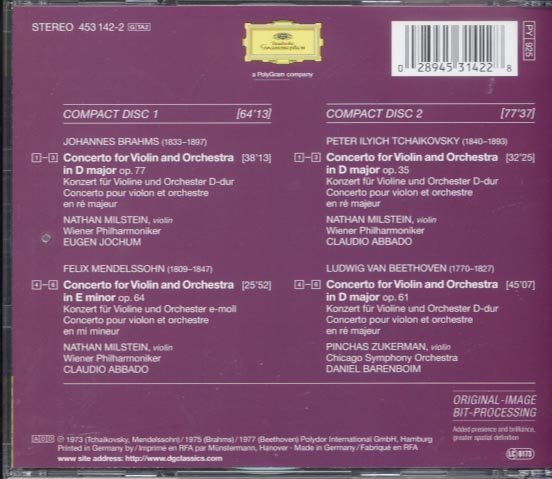 STEREO 453 142-2 G TA2
Deutsche
Grammophon
a PolyGram company
PY 925
0 28945 31422 8
COMPACT DISC 1 [64'13]
JOHANNES BRAHMS (1833–1897)
1 – 3 Concerto for Violin and Orchestra [38'13]
in D major op. 77
Konzert für Violine und Orchester D-dur
Concerto pour violon et orchestre
en ré majeur
NATHAN MILSTEIN, violin
Wiener Philharmoniker
EUGEN JOCHUM
FELIX MENDELSSOHN (1809–1847)
4 – 6 Concerto for Violin and Orchestra [25'52]
in E minor op. 64
Konzert für Violine und Orchester e-moll
Concerto pour violon et orchestre
en mi mineur
NATHAN MILSTEIN, violin
Wiener Philharmoniker
CLAUDIO ABBADO
COMPACT DISC 2 [77'37]
PETER ILYICH TCHAIKOVSKY (1840–1893)
1 – 3 Concerto for Violin and Orchestra [32'25]
in D major op. 35
Konzert für Violine und Orchester D-dur
Concerto pour violon et orchestre
en ré majeur
NATHAN MILSTEIN, violin
Wiener Philharmoniker
CLAUDIO ABBADO
LUDWIG VAN BEETHOVEN (1770–1827)
4 – 6 Concerto for Violin and Orchestra [45'07]
in D major op. 61
Konzert für Violine und Orchester D-dur
Concerto pour violon et orchestre
en ré majeur
PINCHAS ZUKERMAN, violin
Chicago Symphony Orchestra
DANIEL BARENBOIM
ORIGINAL-IMAGE
BIT-PROCESSING
Added presence and brilliance,
greater spatial definition
ADD ℗ 1973 (Tchaikovsky, Mendelssohn) / 1975 (Brahms) / 1977 (Beethoven) Polydor International GmbH, Hamburg
Printed in Germany by / Imprimé en RFA par Münstermann, Hanover · Made in Germany / Fabriqué en RFA
www site address: http://www.dgclassics.com
LC 0173